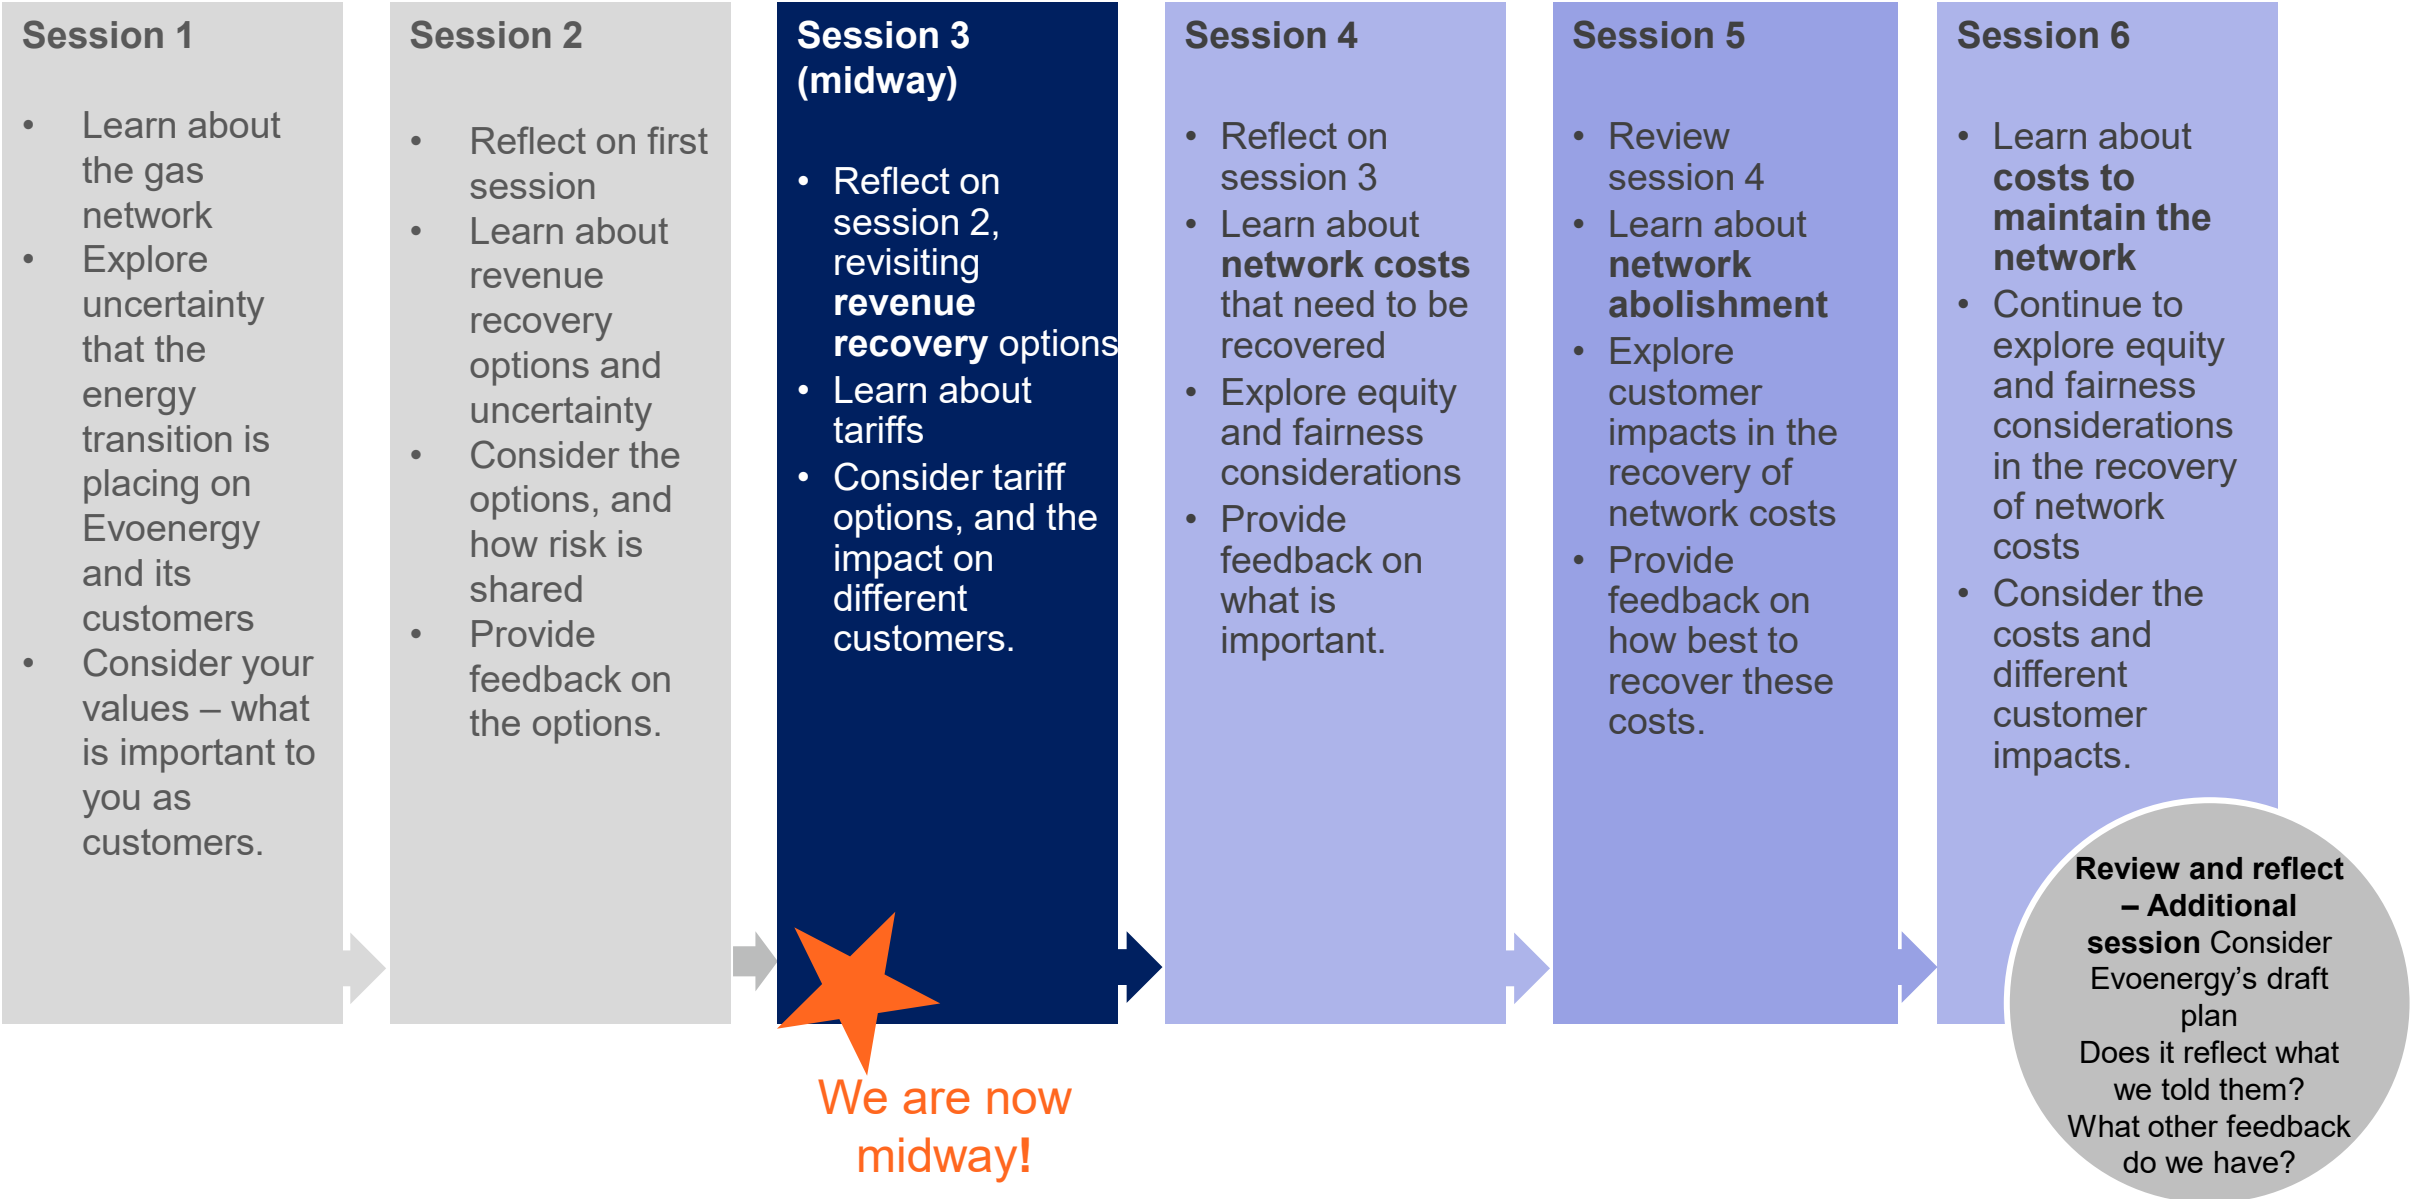 Session 1
• Learn about
the gas
network
• Explore
uncertainty
that the
energy
transition is
placing on
Evoenergy
and its
customers
• Consider your
values – what
is important to
you as
customers.
Session 2
• Reflect on first
session
• Learn about
revenue
recovery
options and
uncertainty
• Consider the
options, and
how risk is
shared
• Provide
feedback on
the options.
Session 3
(midway)
• Reflect on
session 2,
revisiting
revenue
recovery options
• Learn about
tariffs
• Consider tariff
options, and the
impact on
different
customers.
We are now
midway!
Session 4
• Reflect on
session 3
• Learn about
network costs
that need to be
recovered
• Explore equity
and fairness
considerations
• Provide
feedback on
what is
important.
Session 5
• Review
session 4
• Learn about
network
abolishment
• Explore
customer
impacts in the
recovery of
network costs
• Provide
feedback on
how best to
recover these
costs.
Session 6
• Learn about
costs to
maintain the
network
• Continue to
explore equity
and fairness
considerations
in the recovery
of network
costs
• Consider the
costs and
different
customer
impacts.
Review and reflect
– Additional
session Consider
Evoenergy’s draft
plan
Does it reflect what
we told them?
What other feedback
do we have?